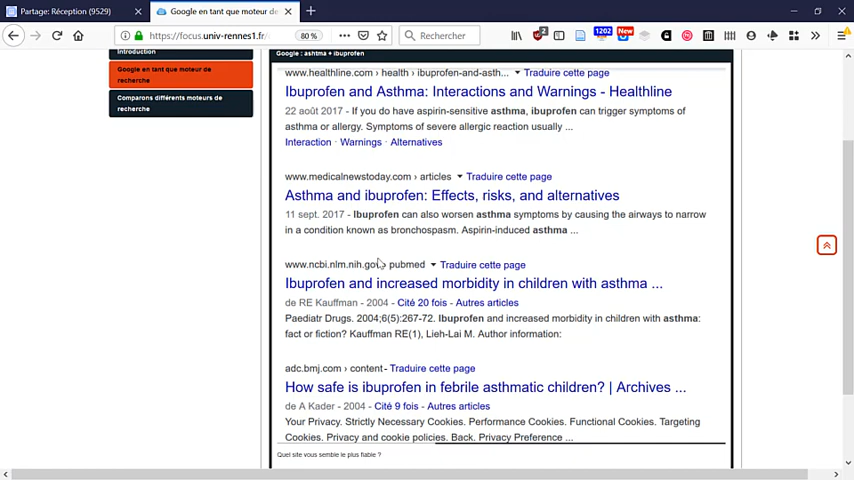 Partage: Réception (9529)
Google en tant que moteur de
https://focus.univ-rennes1.fr/
80 %
Rechercher
2
1202
New
Introduction
Google en tant que moteur de
recherche
Comparons différents moteurs de
recherche
Google : ashtma + ibuprofen
www.healthline.com › health › ibuprofen-and-asth... Traduire cette page
Ibuprofen and Asthma: Interactions and Warnings - Healthline
22 août 2017 - If you do have aspirin-sensitive asthma, ibuprofen can trigger symptoms of
asthma or allergy. Symptoms of severe allergic reaction usually ...
Interaction · Warnings · Alternatives
www.medicalnewstoday.com › articles Traduire cette page
Asthma and ibuprofen: Effects, risks, and alternatives
11 sept. 2017 - Ibuprofen can also worsen asthma symptoms by causing the airways to narrow
in a condition known as bronchospasm. Aspirin-induced asthma ...
www.ncbi.nlm.nih.gov › pubmed Traduire cette page
Ibuprofen and increased morbidity in children with asthma ...
de RE Kauffman - 2004 - Cité 20 fois - Autres articles
Paediatr Drugs. 2004;6(5):267-72. Ibuprofen and increased morbidity in children with asthma:
fact or fiction? Kauffman RE(1), Lieh-Lai M. Author information:
adc.bmj.com › content - Traduire cette page
How safe is ibuprofen in febrile asthmatic children? | Archives ...
de A Kader - 2004 - Cité 9 fois - Autres articles
Your Privacy. Strictly Necessary Cookies. Performance Cookies. Functional Cookies. Targeting
Cookies. Privacy and cookie policies. Back. Privacy Preference ...
Quel site vous semble le plus fiable ?